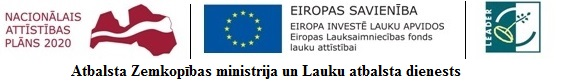 NACIONĀLAIS
ATTĪSTĪBAS
PLĀNS 2020
EIROPAS SAVIENĪBA
EIROPA INVESTĒ LAUKU APVIDOS
Eiropas Lauksaimniecības fonds
lauku attīstībai
LEADER
Atbalsta Zemkopības ministrija un Lauku atbalsta dienests